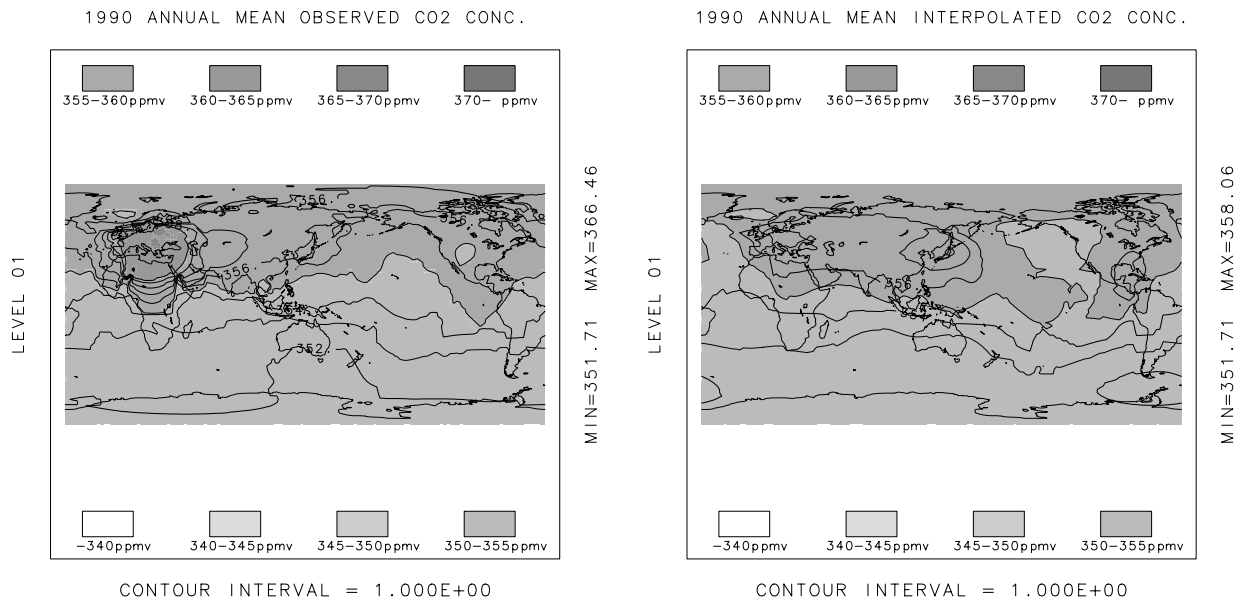 1990 ANNUAL MEAN OBSERVED CO2 CONC.
355-360ppmv 360-365ppmv 365-370ppmv 370- ppmv
LEVEL 01
MIN=351.71 MAX=366.46
.356.
356.
352.
-340ppmv 340-345ppmv 345-350ppmv 350-355ppmv
CONTOUR INTERVAL = 1.000E+00
1990 ANNUAL MEAN INTERPOLATED CO2 CONC.
355-360ppmv 360-365ppmv 365-370ppmv 370- ppmv
LEVEL 01
MIN=351.71 MAX=358.06
356.
-340ppmv 340-345ppmv 345-350ppmv 350-355ppmv
CONTOUR INTERVAL = 1.000E+00